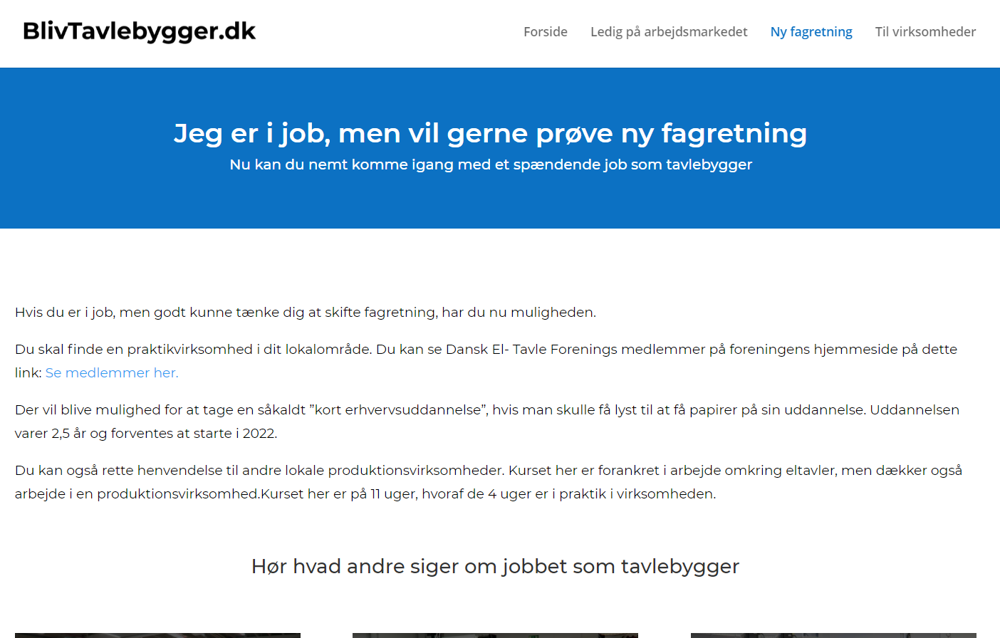 BlivTavlebygger.dk
Forside
Ledig på arbejdsmarkedet
Ny fagretning
Til virksomheder
Jeg er i job, men vil gerne prøve ny fagretning
Nu kan du nemt komme igang med et spændende job som tavlebygger
Hvis du er i job, men godt kunne tænke dig at skifte fagretning, har du nu muligheden.
Du skal finde en praktikvirksomhed i dit lokalområde. Du kan se Dansk El- Tavle Forenings medlemmer på foreningens hjemmeside på dette
link: Se medlemmer her.
Der vil blive mulighed for at tage en såkaldt ”kort erhvervsuddannelse”, hvis man skulle få lyst til at få papirer på sin uddannelse. Uddannelsen
varer 2,5 år og forventes at starte i 2022.
Du kan også rette henvendelse til andre lokale produktionsvirksomheder. Kurset her er forankret i arbejde omkring eltavler, men dækker også
arbejde i en produktionsvirksomhed.Kurset her er på 11 uger, hvoraf de 4 uger er i praktik i virksomheden.
Hør hvad andre siger om jobbet som tavlebygger